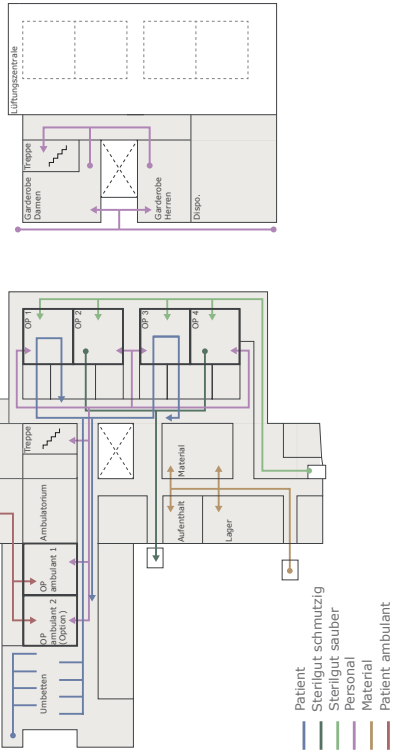 Lüftungszentrale
Treppe
Garderobe
Damen
Garderobe
Herren
Dispo.
OP 1
OP 2
OP 3
OP 4
Treppe
Material
Ambulatorium
Aufenthalt
Lager
OP
ambulant 1
OP
ambulant 2
(Option)
Umbetten
Patient
Sterilgut schmutzig
Sterilgut sauber
Personal
Material
Patient ambulant